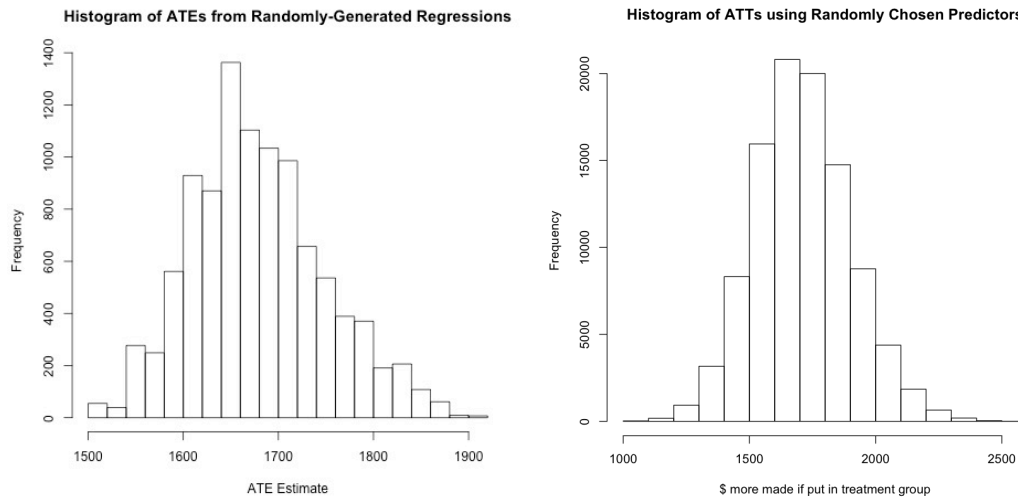 Histogram of ATEs from Randomly-Generated Regressions
1400
1200
1000
800
600
400
200
0
Frequency
1500 1600 1700 1800 1900
ATE Estimate
Histogram of ATTs using Randomly Chosen Predictors
20000
15000
10000
5000
0
Frequency
1000 1500 2000 2500
$ more made if put in treatment group